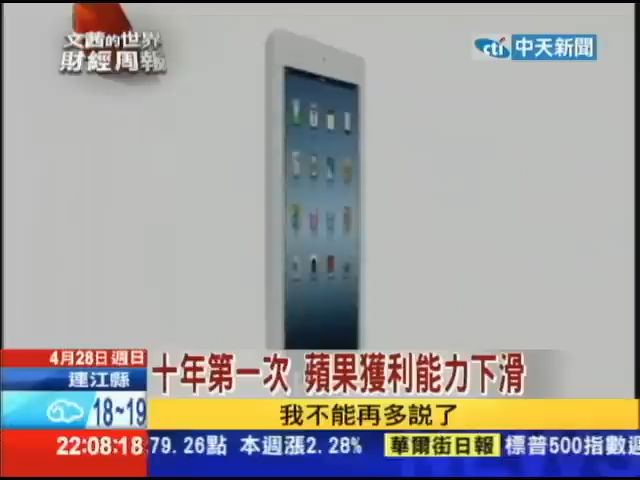 文茜的世界
財經周報
cti 中天新聞
4月28日 週日
連江縣
18~19
十年第一次 蘋果獲利能力下滑
我不能再多説了
22:08:18
79.26點 本週漲2.28% 華爾街日報 標普500指數週